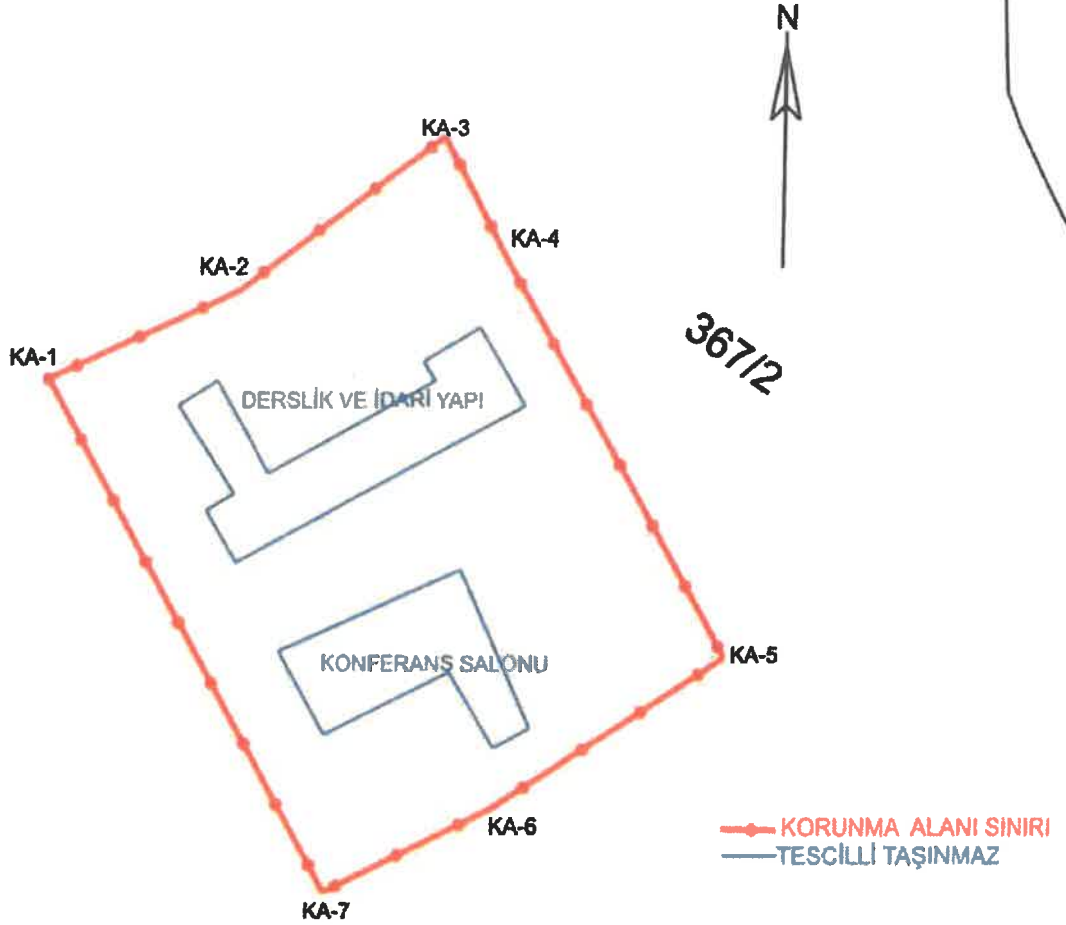 N
KA-3
KA-4
KA-2
367/2
KA-1
DERSLİK VE İDARİ YAPI
KA-5
KONFERANS SALONU
KA-6
KORUNMA ALANI SINIRI
TESCİLLİ TAŞINMAZ
KA-7